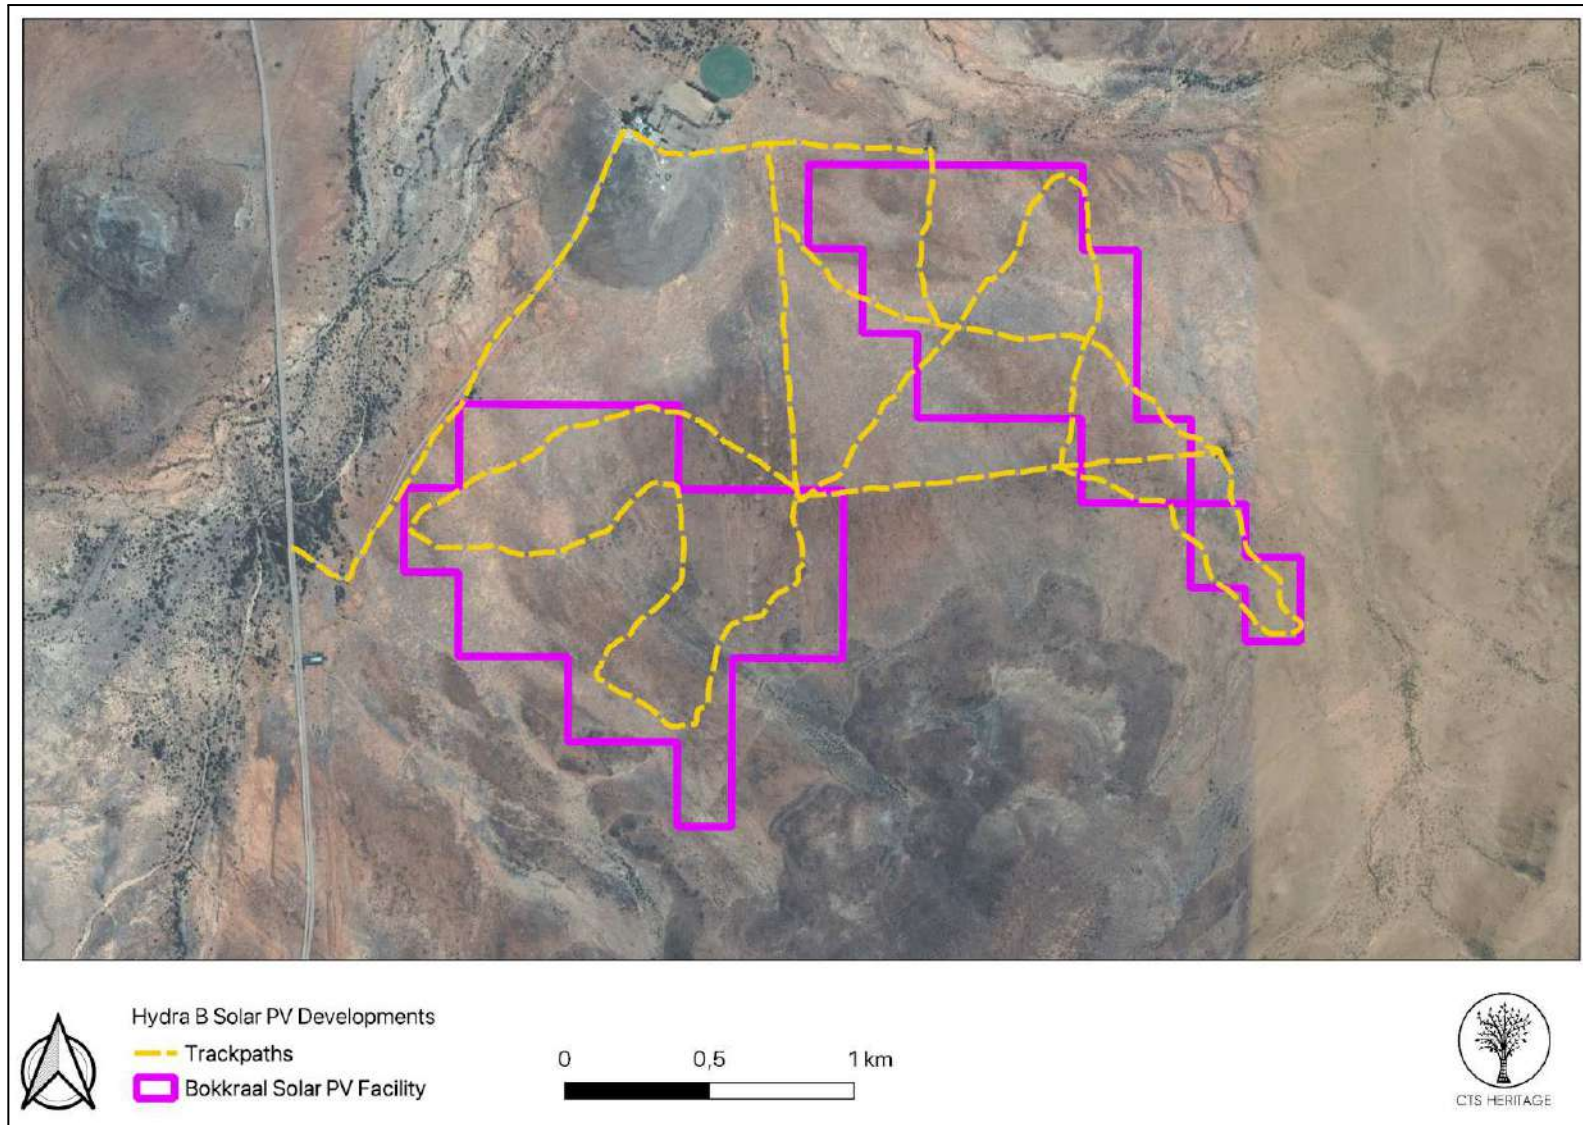 Hydra B Solar PV Developments
Trackpaths
Bokkraal Solar PV Facility
0 0,5 1 km
CTS HERITAGE